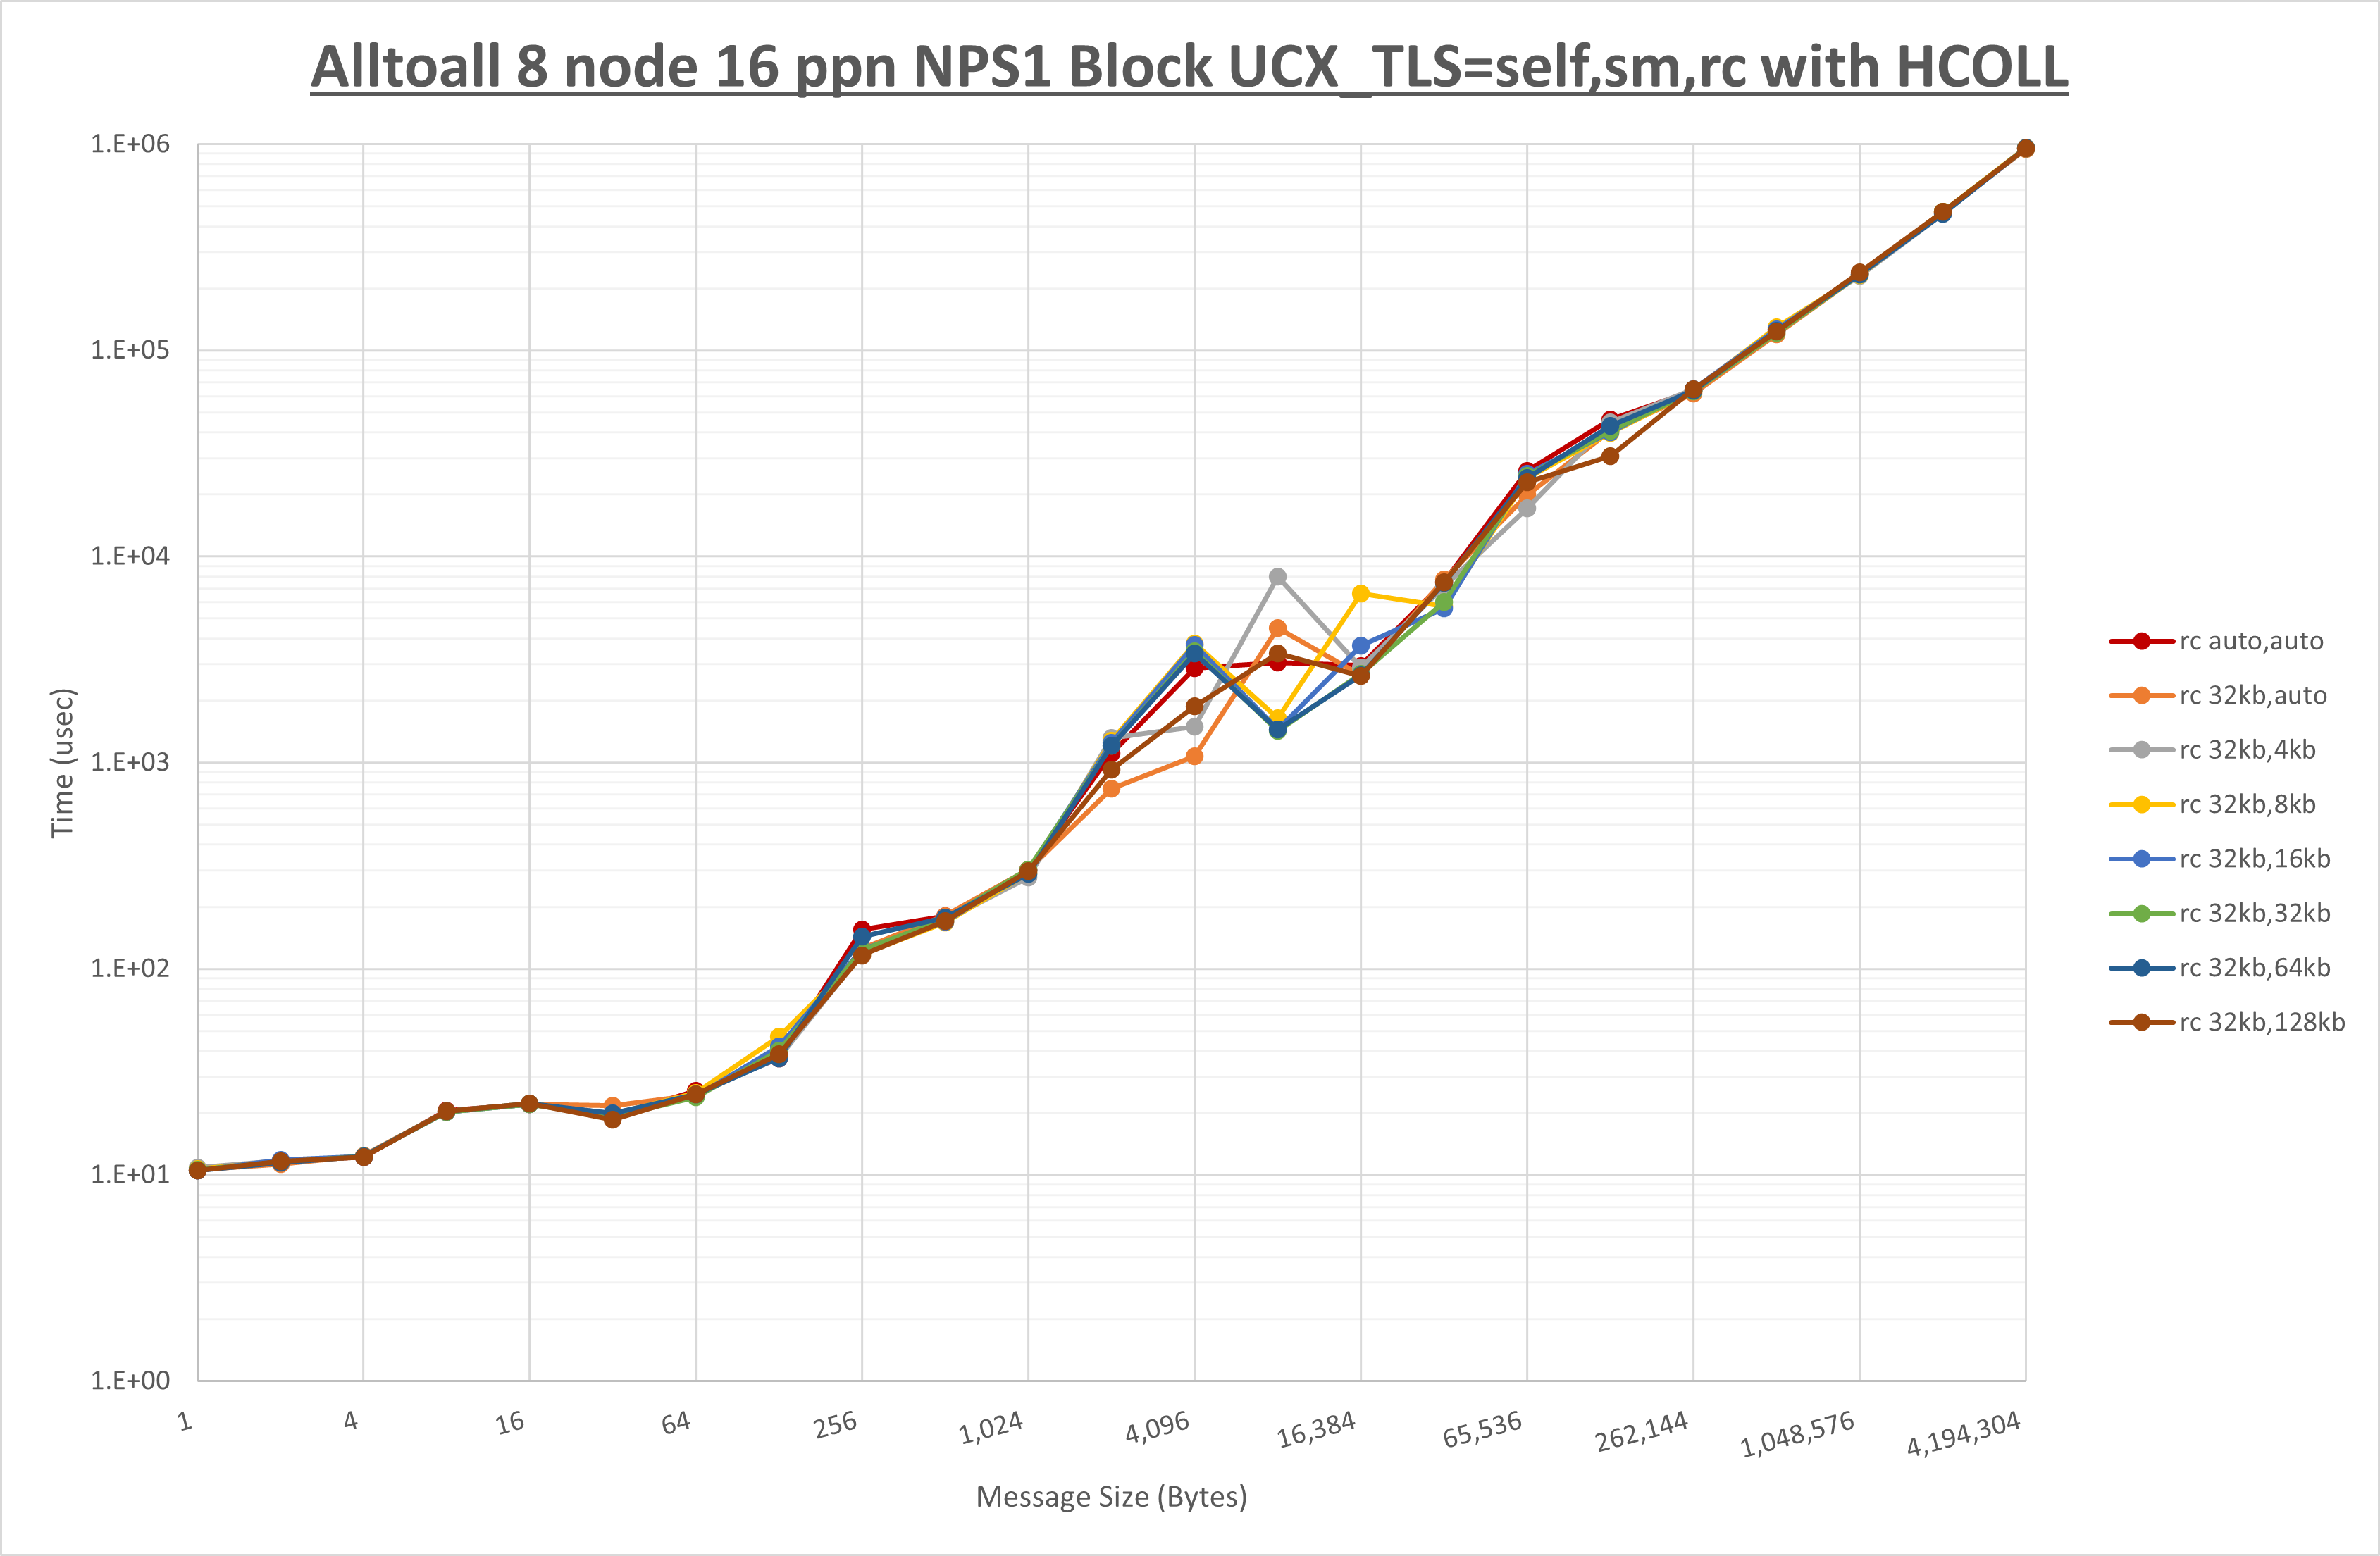 Alltoall 8 node 16 ppn NPS1 Block UCX_TLS=self,sm,rc with HCOLL
1.E+06
1.E+05
1.E+04
1.E+03
1.E+02
1.E+01
1.E+00
Time (usec)
1
4
16
64
256
1,024
4,096
16,384
65,536
262,144
1,048,576
4,194,304
Message Size (Bytes)
rc auto,auto
rc 32kb,auto
rc 32kb,4kb
rc 32kb,8kb
rc 32kb,16kb
rc 32kb,32kb
rc 32kb,64kb
rc 32kb,128kb